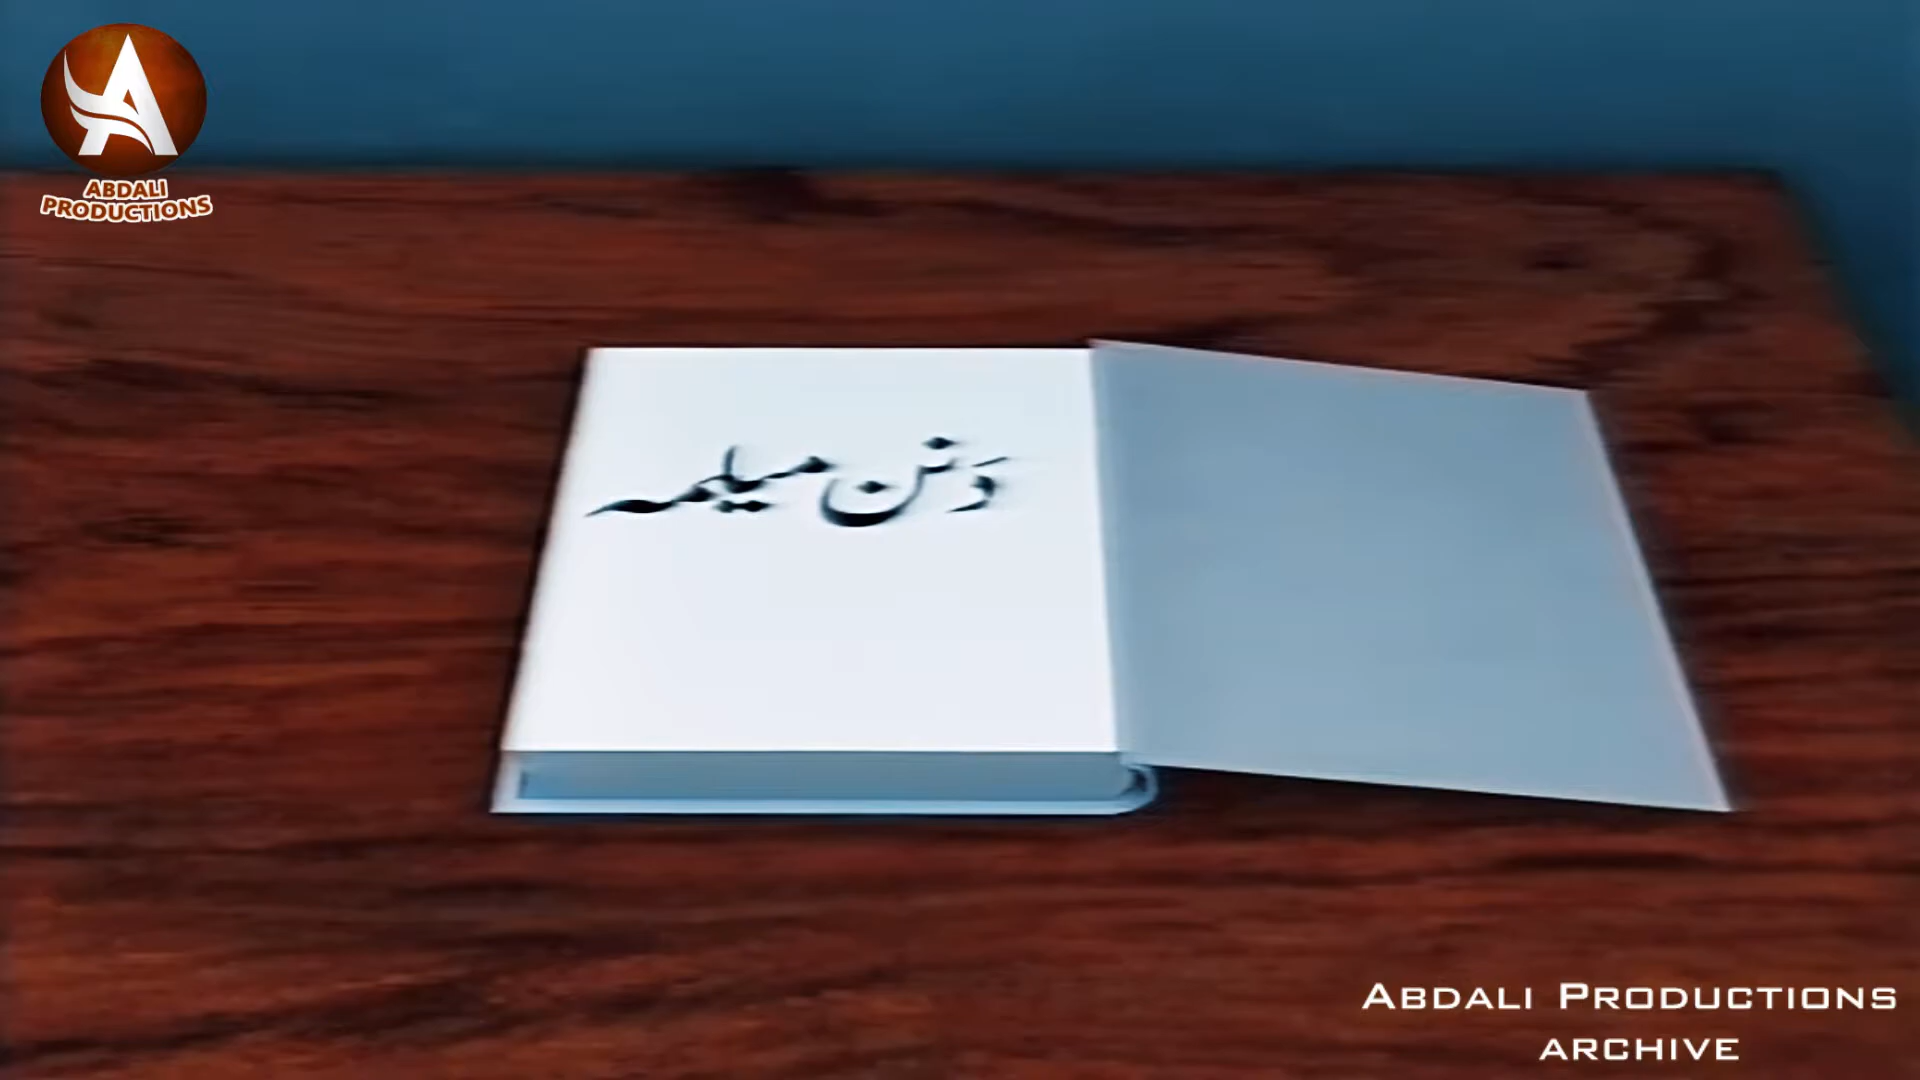 ABDALI
PRODUCTIONS
دَنن میلمه
ABDALI PRODUCTIONS
ARCHIVE